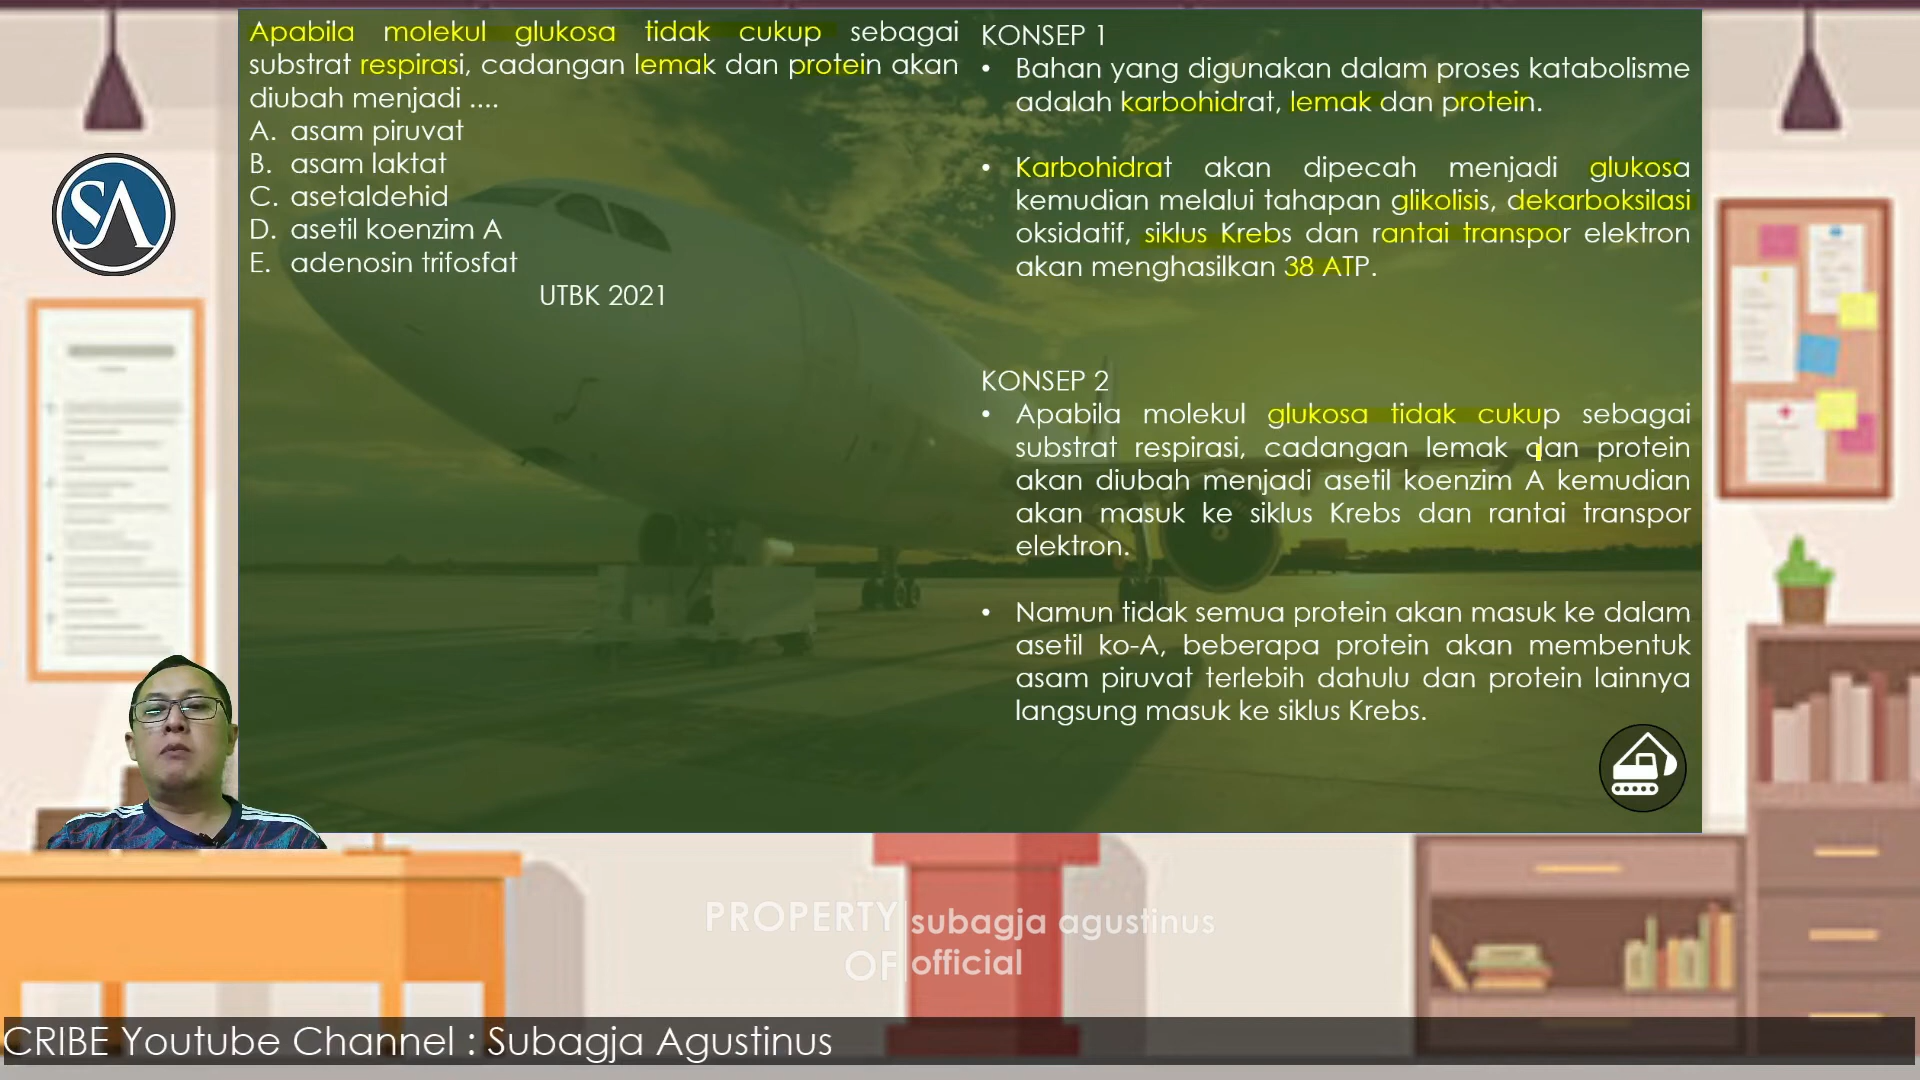 Apabila molekul glukosa tidak cukup sebagai
substrat respirasi, cadangan lemak dan protein akan
diubah menjadi ....
A. asam piruvat
B. asam laktat
C. asetaldehid
D. asetil koenzim A
E. adenosin trifosfat
UTBK 2021
KONSEP 1
• Bahan yang digunakan dalam proses katabolisme
adalah karbohidrat, lemak dan protein.
• Karbohidrat akan dipecah menjadi glukosa
kemudian melalui tahapan glikolisis, dekarboksilasi
oksidatif, siklus Krebs dan rantai transpor elektron
akan menghasilkan 38 ATP.
KONSEP 2
• Apabila molekul glukosa tidak cukup sebagai
substrat respirasi, cadangan lemak dan protein
akan diubah menjadi asetil koenzim A kemudian
akan masuk ke siklus Krebs dan rantai transpor
elektron.
• Namun tidak semua protein akan masuk ke dalam
asetil ko-A, beberapa protein akan membentuk
asam piruvat terlebih dahulu dan protein lainnya
langsung masuk ke siklus Krebs.
SA
PROPERTY OF
subagja agustinus
official
CRIBE Youtube Channel : Subagja Agustinus